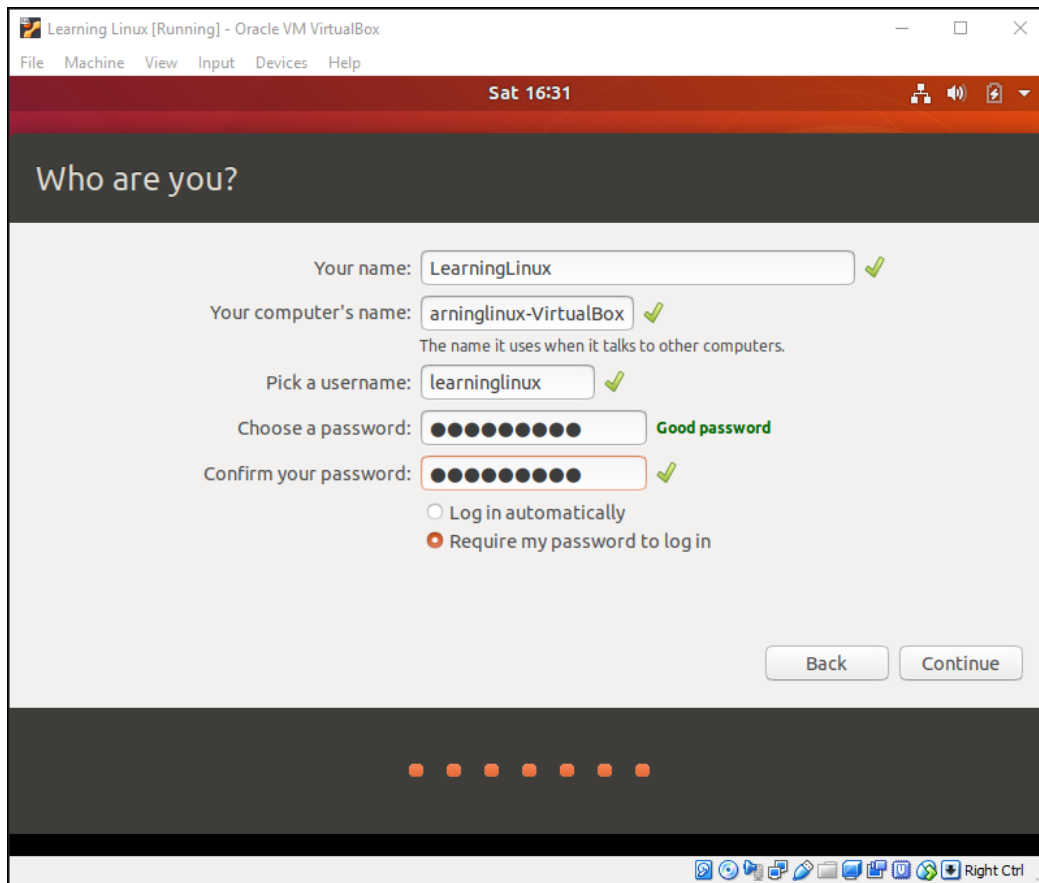 Learning Linux [Running] - Oracle VM VirtualBox
File Machine View Input Devices Help
Sat 16:31
Who are you?
Your name: LearningLinux
Your computer's name: arninglinux-VirtualBox
The name it uses when it talks to other computers.
Pick a username: learninglinux
Choose a password: ●●●●●●●●● Good password
Confirm your password: ●●●●●●●●●
Log in automatically
Require my password to log in
Back Continue
Right Ctrl